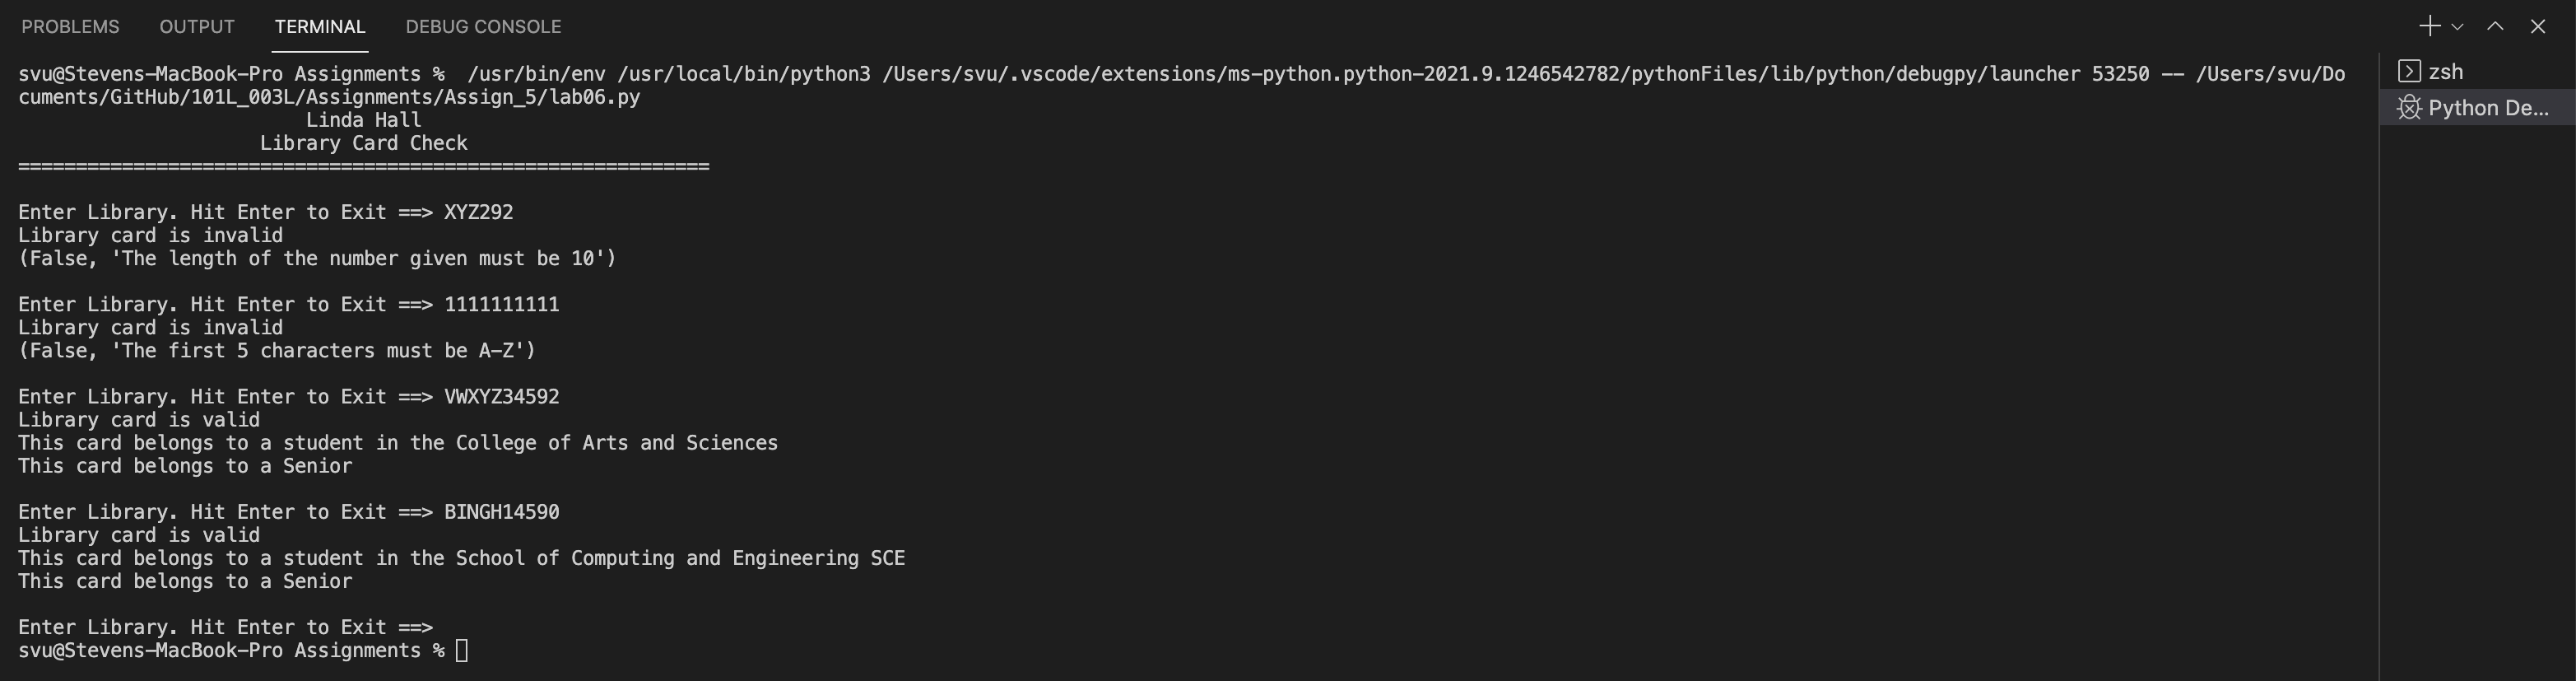 PROBLEMS OUTPUT TERMINAL DEBUG CONSOLE
svu@Stevens-MacBook-Pro Assignments %  /usr/bin/env /usr/local/bin/python3 /Users/svu/.vscode/extensions/ms-python.python-2021.9.1246542782/pythonFiles/lib/python/debugpy/launcher 53250 -- /Users/svu/Do
cuments/GitHub/101L_003L/Assignments/Assign_5/lab06.py
Linda Hall
Library Card Check
============================================================
Enter Library. Hit Enter to Exit ==> XYZ292
Library card is invalid
(False, 'The length of the number given must be 10')
Enter Library. Hit Enter to Exit ==> 1111111111
Library card is invalid
(False, 'The first 5 characters must be A-Z')
Enter Library. Hit Enter to Exit ==> VWXYZ34592
Library card is valid
This card belongs to a student in the College of Arts and Sciences
This card belongs to a Senior
Enter Library. Hit Enter to Exit ==> BINGH14590
Library card is valid
This card belongs to a student in the School of Computing and Engineering SCE
This card belongs to a Senior
Enter Library. Hit Enter to Exit ==>
svu@Stevens-MacBook-Pro Assignments %
zsh
Python De...